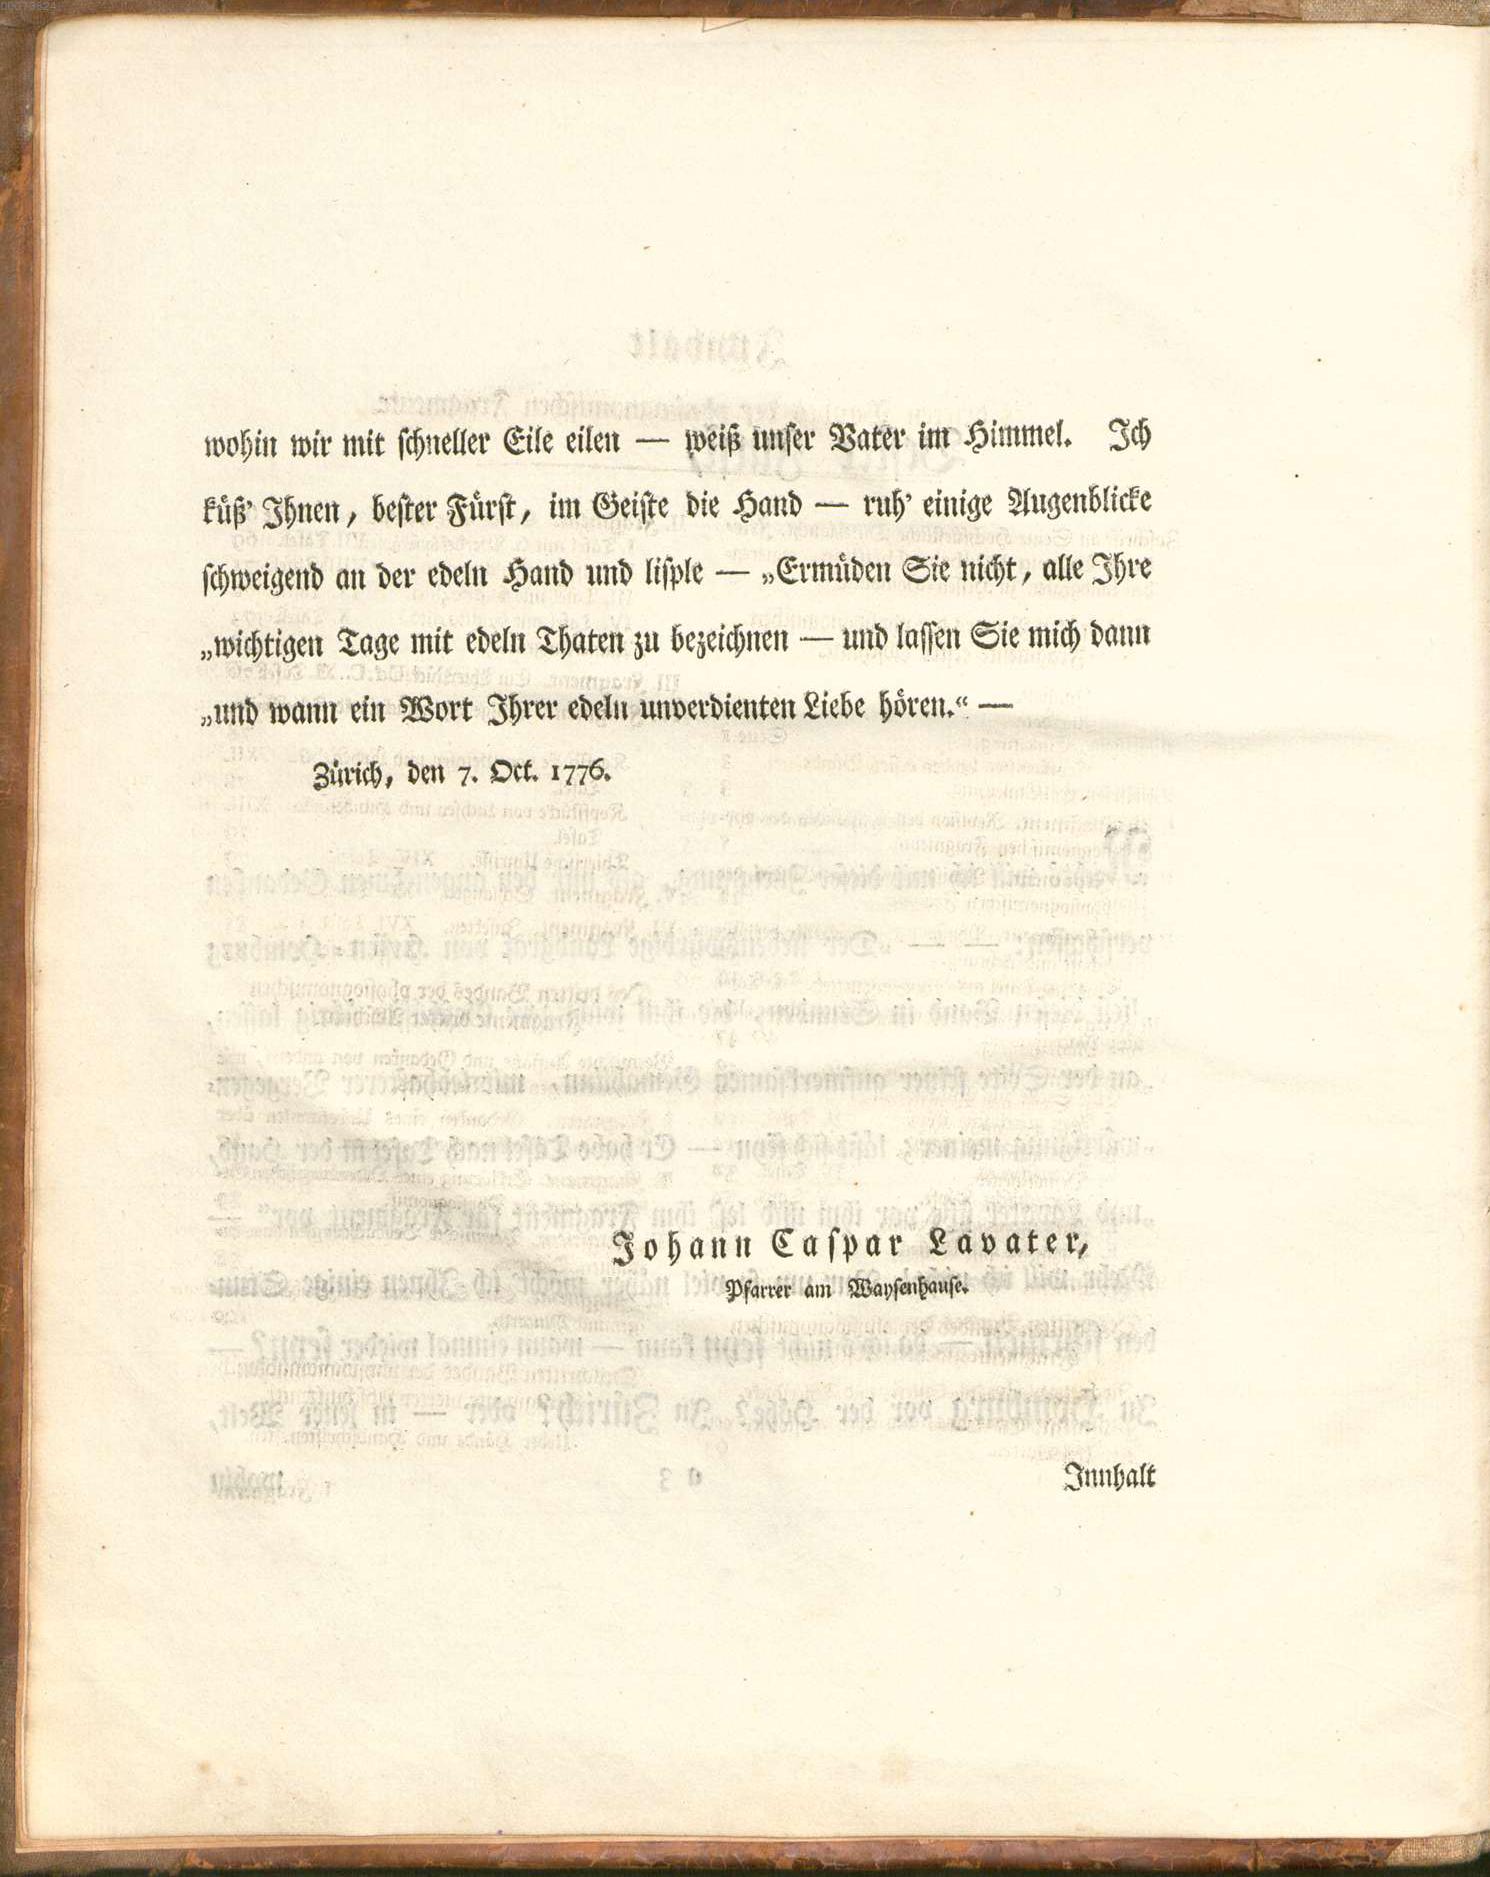 wohin wir mit schneller Eile eilen — weiß unser Vater im Himmel. Ich
küß' Ihnen, bester Fürst, im Geiste die Hand — ruh' einige Augenblicke
schweigend an der edeln Hand und lisple — „Ermüden Sie nicht, alle Ihre
„wichtigen Tage mit edeln Thaten zu bezeichnen — und lassen Sie mich dann
„und wann ein Wort Ihrer edeln unverdienten Liebe hören.“ —
Zürich, den 7. Oct. 1776.
Johann Caspar Lavater,
Pfarrer am Waysenhause.
Innhalt